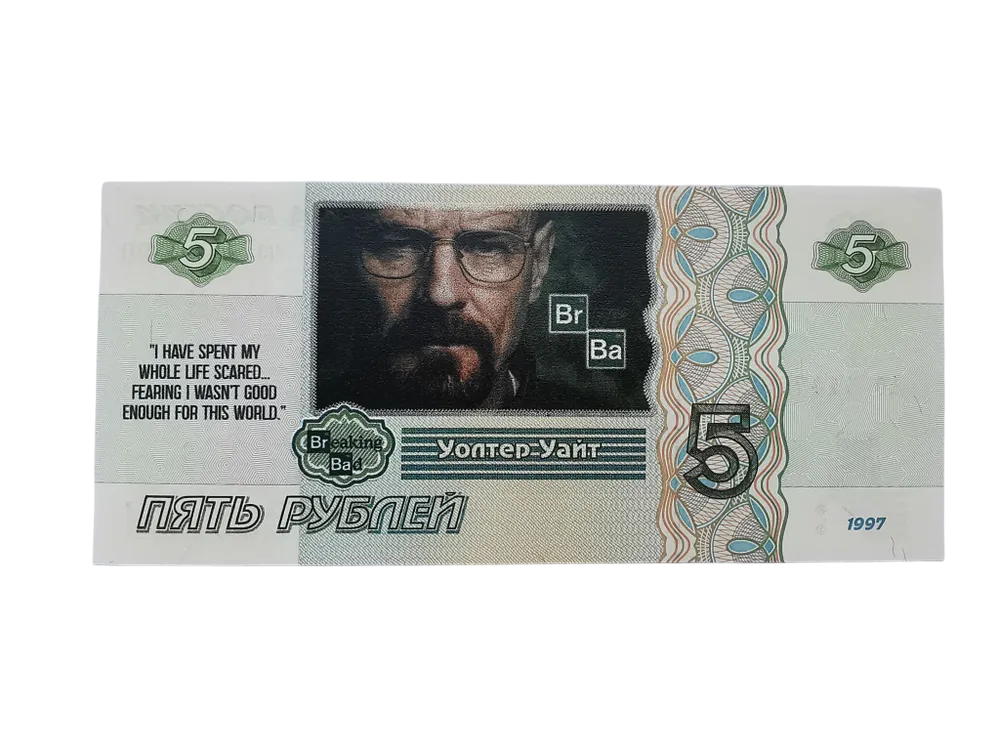 5
5
"I HAVE SPENT MY
WHOLE LIFE SCARED...
FEARING I WASN'T GOOD
ENOUGH FOR THIS WORLD."
Br
Ba
Breaking
Bad
Уолтер Уайт
5
ПЯТЬ РУБЛЕЙ
1997